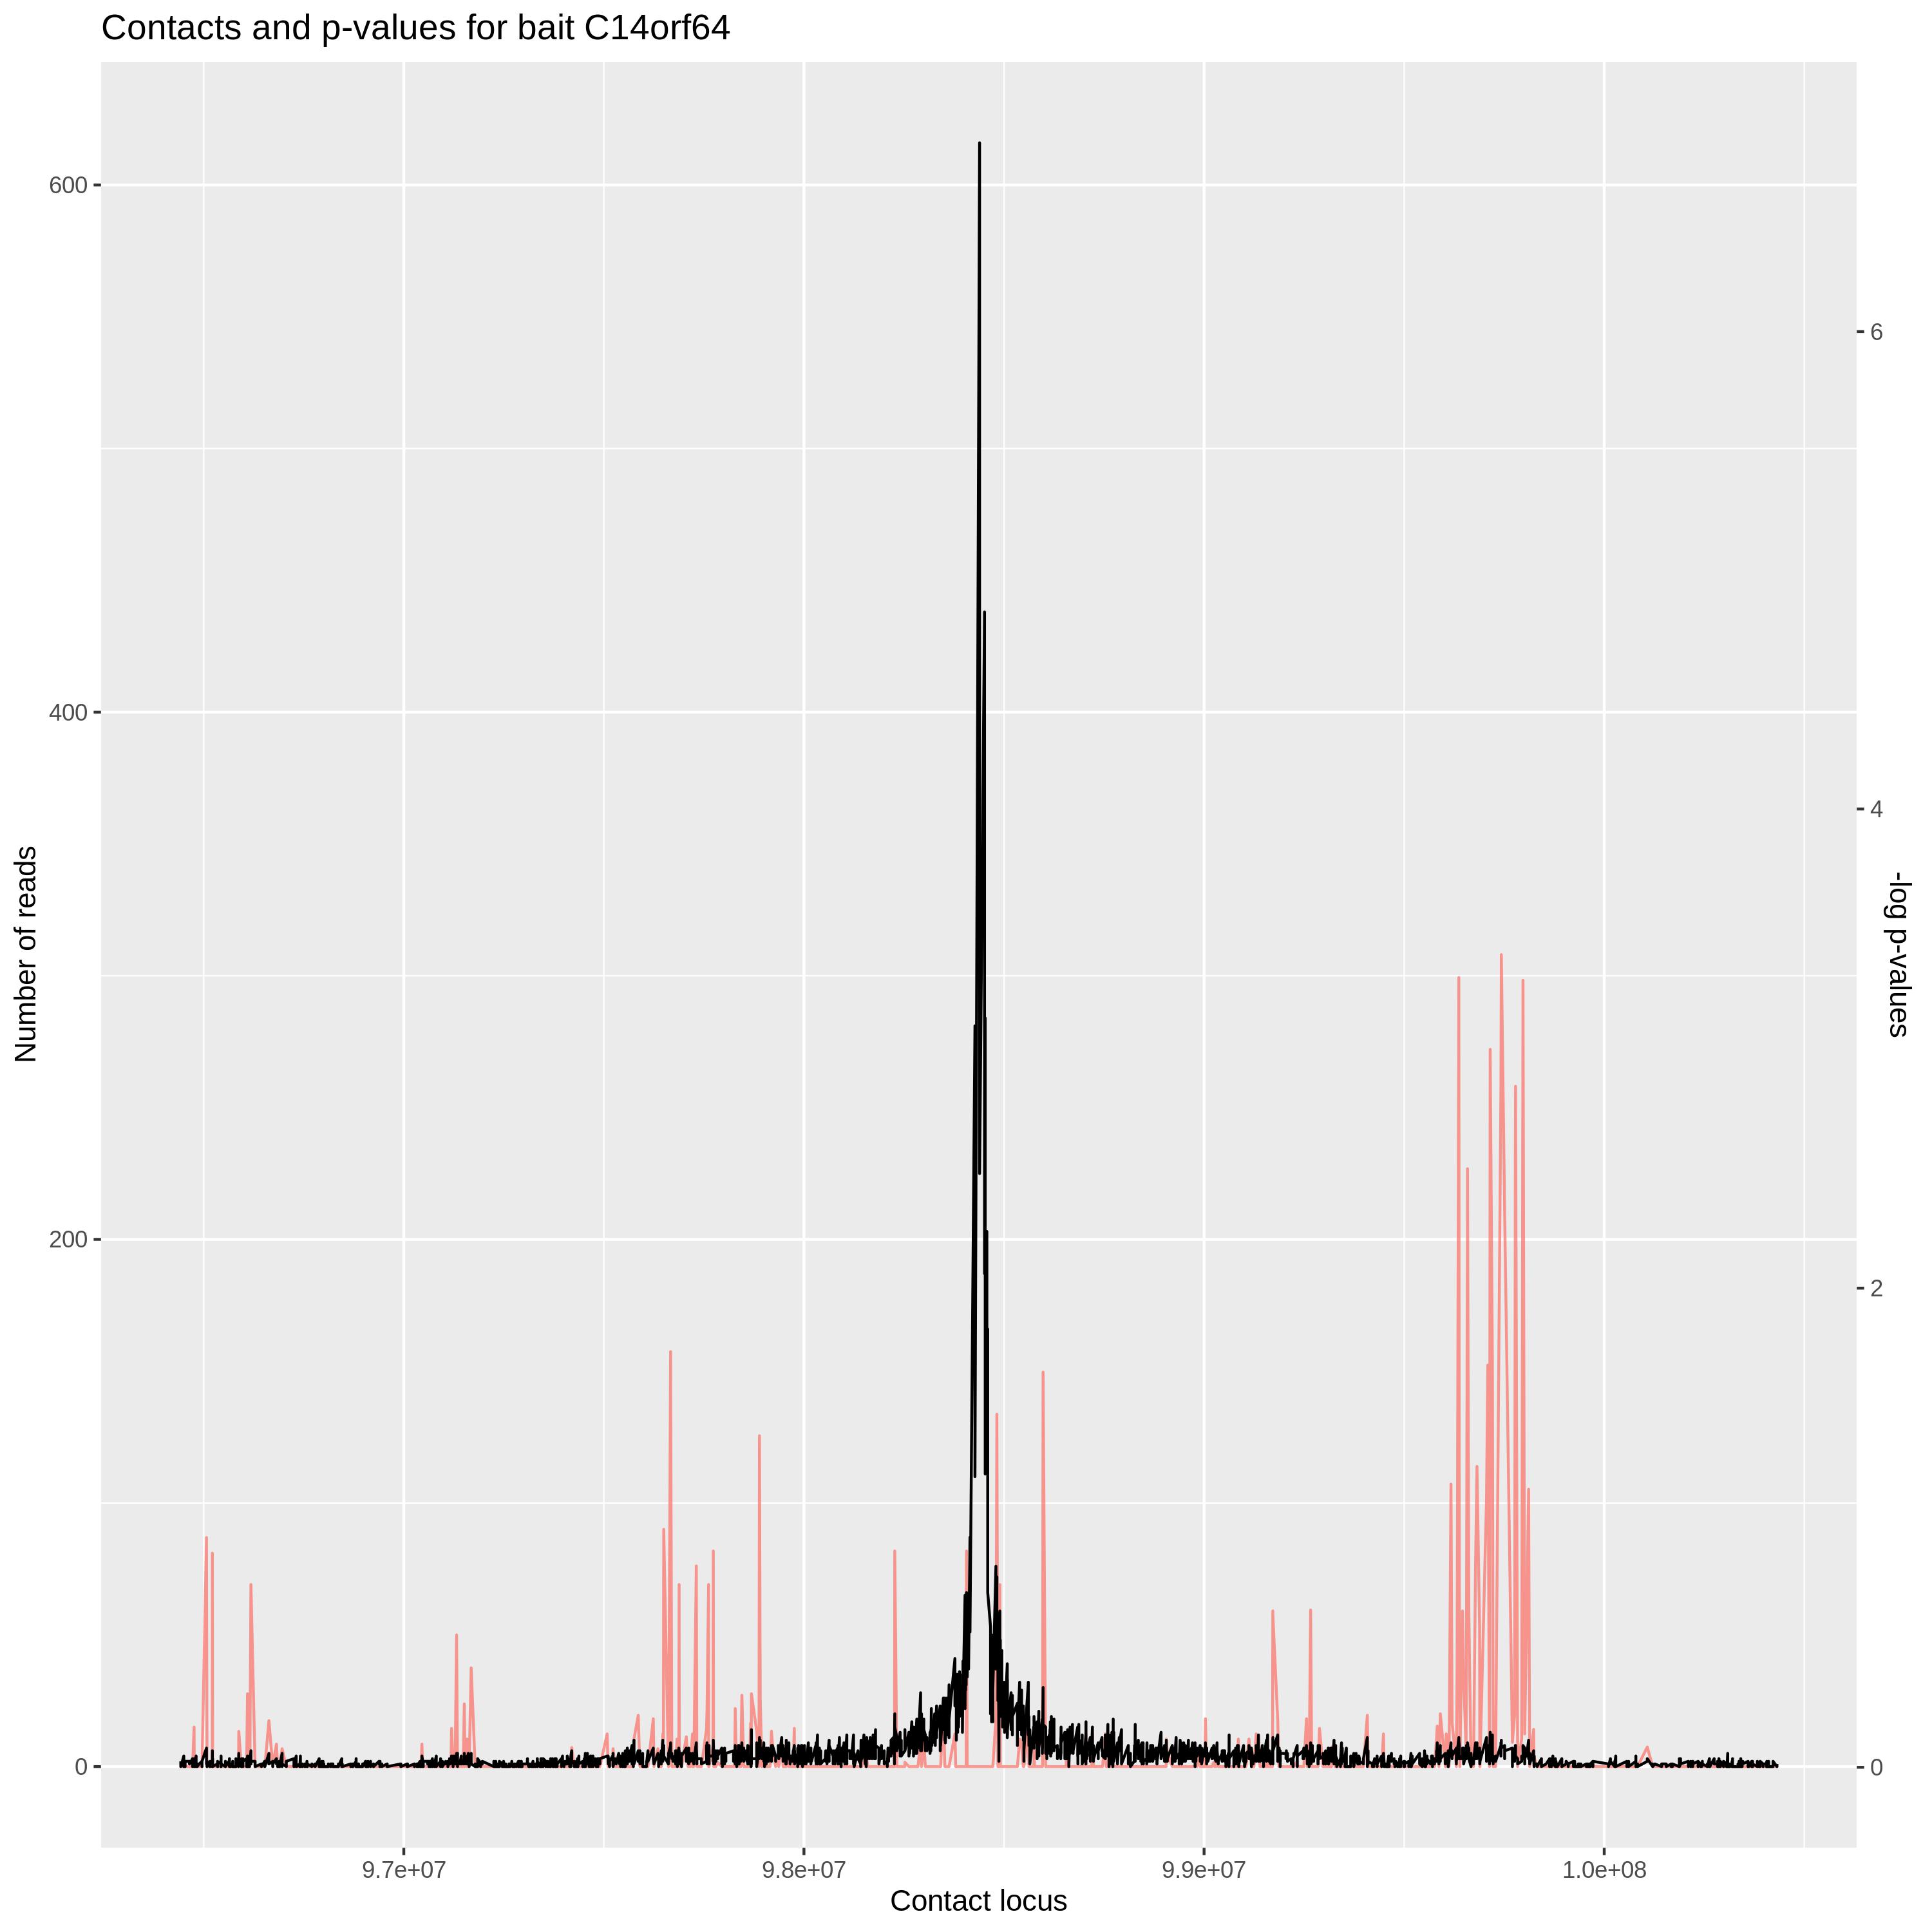 Contacts and p-values for bait C14orf64
600
400
200
0
Number of reads
6
4
2
0
-log p-values
9.7e+07
9.8e+07
9.9e+07
1.0e+08
Contact locus